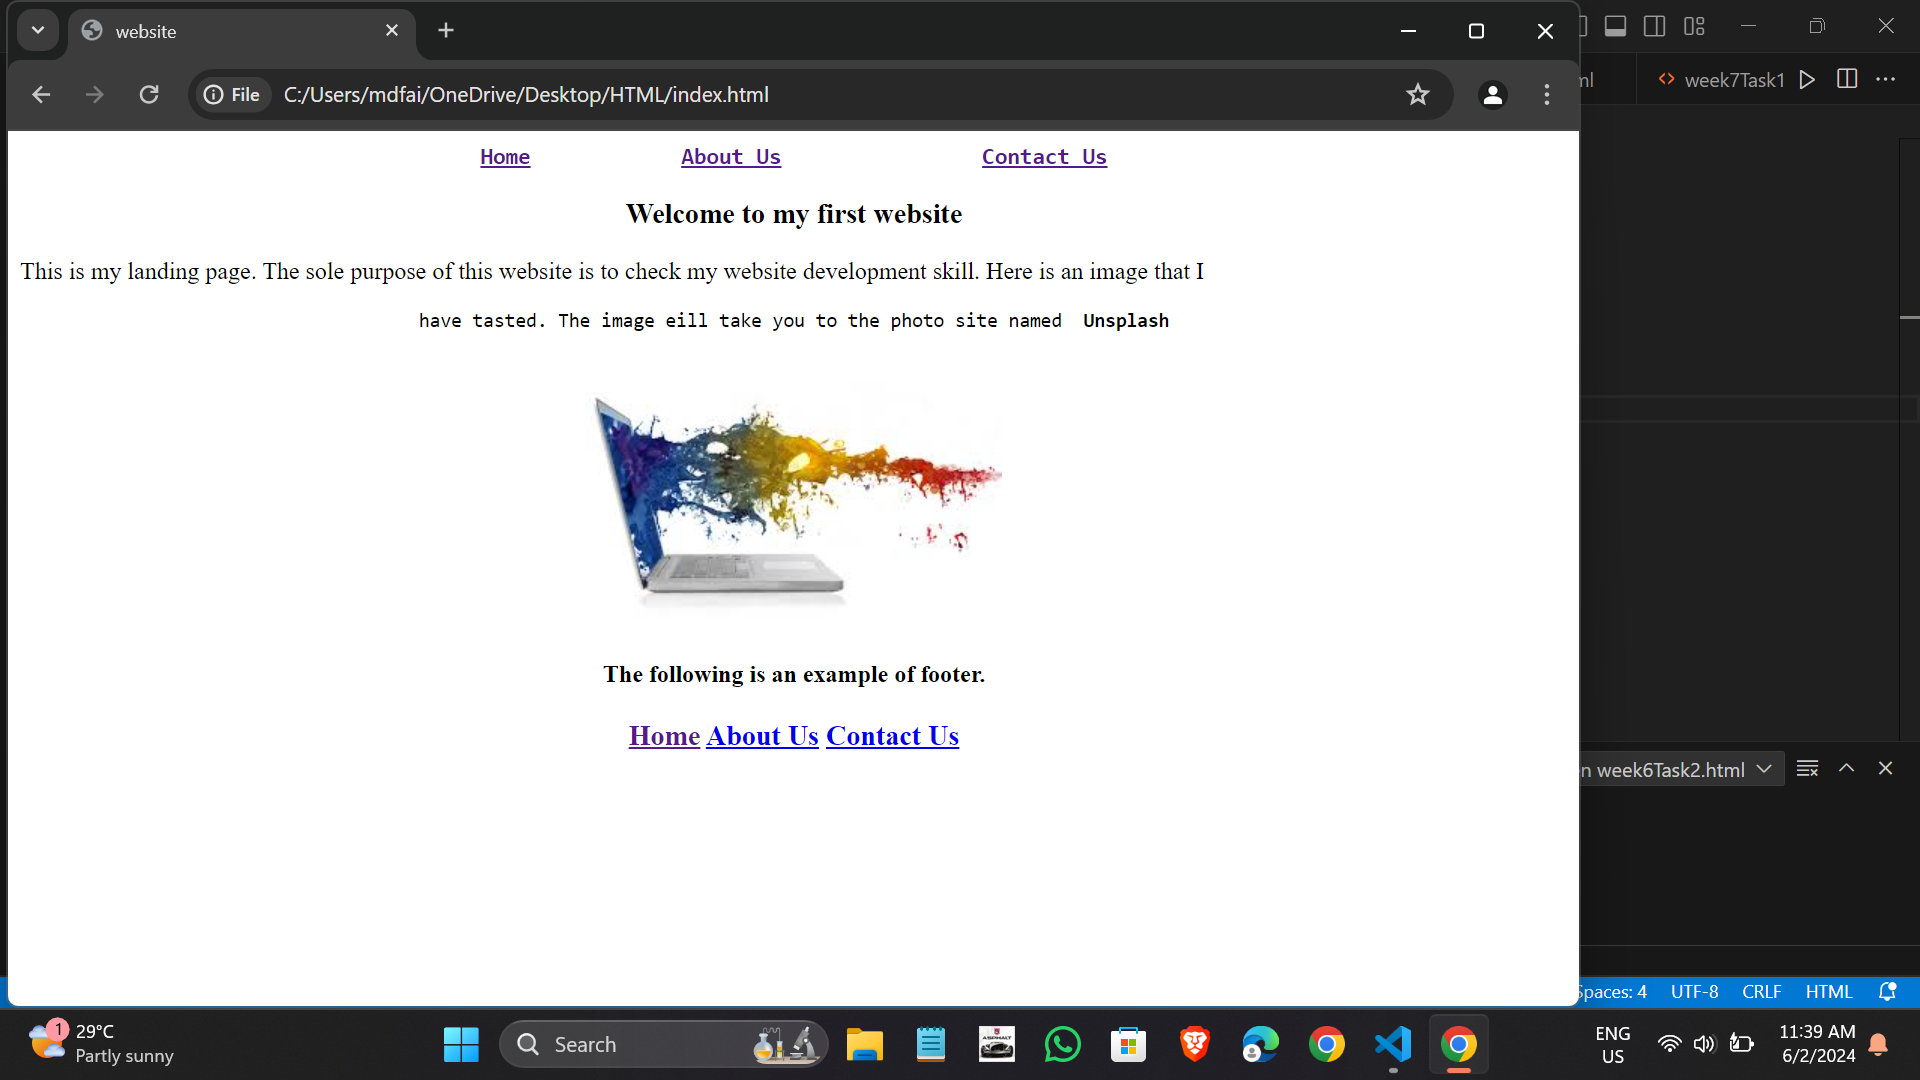 website
File C:/Users/mdfai/OneDrive/Desktop/HTML/index.html
week7Task1
Home About Us Contact Us
Welcome to my first website
This is my landing page. The sole purpose of this website is to check my website development skill. Here is an image that I
have tasted. The image eill take you to the photo site named Unsplash
The following is an example of footer.
Home About Us Contact Us
week6Task2.html
Spaces: 4 UTF-8 CRLF HTML
1
29°C
Partly sunny
Search
ASPHALT
ENG
US
11:39 AM
6/2/2024